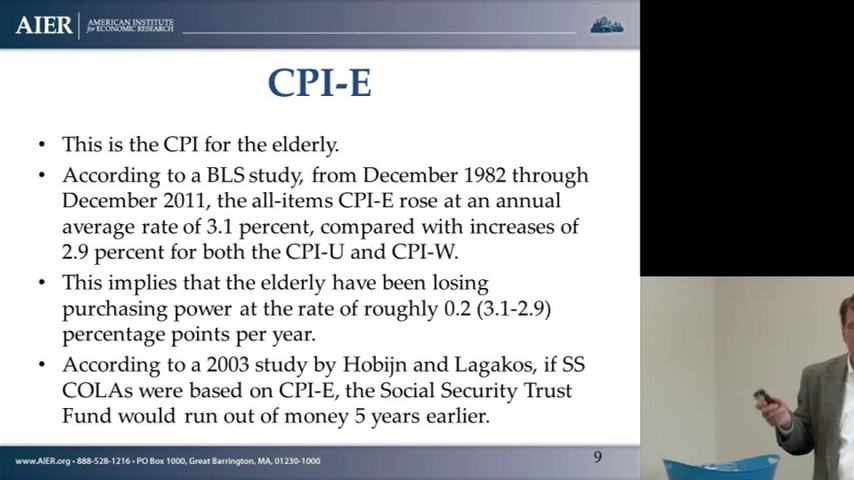 AIER
AMERICAN INSTITUTE
for ECONOMIC RESEARCH
CPI-E
• This is the CPI for the elderly.
• According to a BLS study, from December 1982 through
December 2011, the all-items CPI-E rose at an annual
average rate of 3.1 percent, compared with increases of
2.9 percent for both the CPI-U and CPI-W.
• This implies that the elderly have been losing
purchasing power at the rate of roughly 0.2 (3.1-2.9)
percentage points per year.
• According to a 2003 study by Hobijn and Lagakos, if SS
COLAs were based on CPI-E, the Social Security Trust
Fund would run out of money 5 years earlier.
www.AIER.org • 888-528-1216 • PO Box 1000, Great Barrington, MA, 01230-1000
9